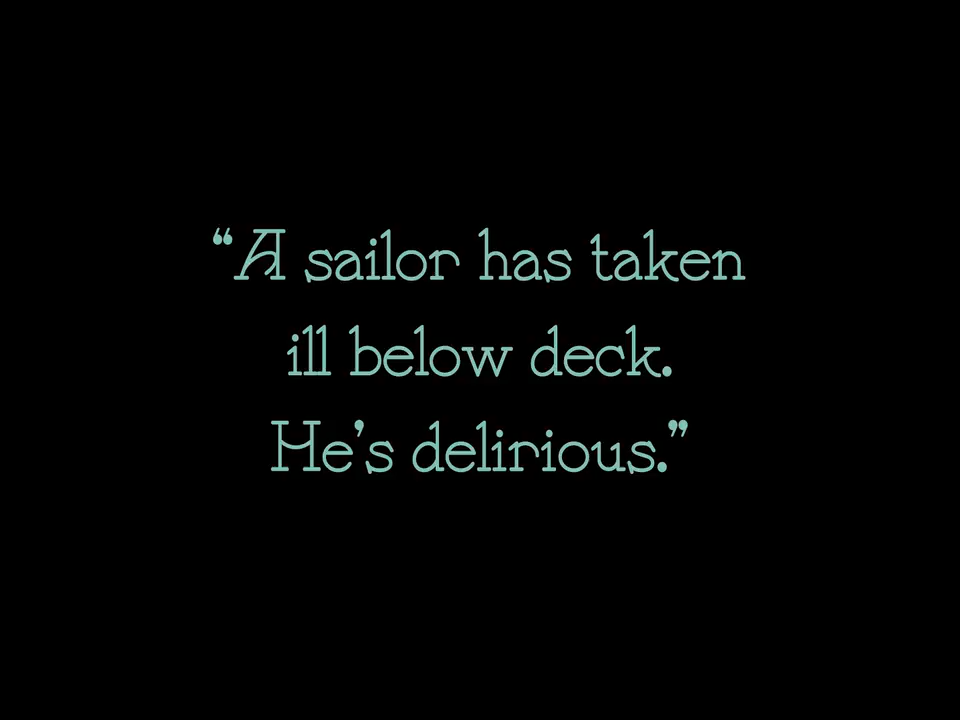 “A sailor has taken
ill below deck.
He’s delirious.”